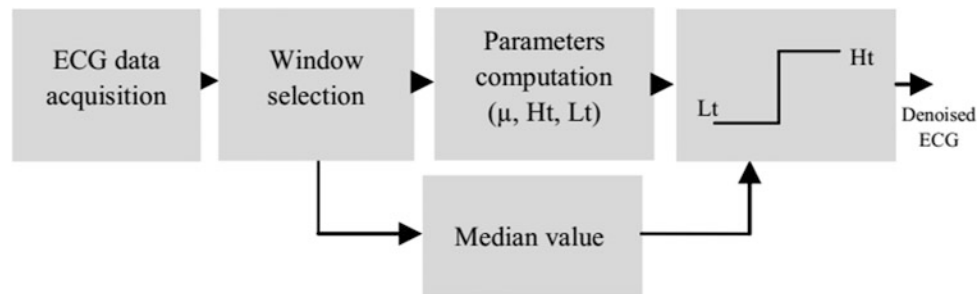 ECG data
acquisition
Window
selection
Parameters
computation
(μ, Ht, Lt)
Lt
Ht
Denoised
ECG
Median value